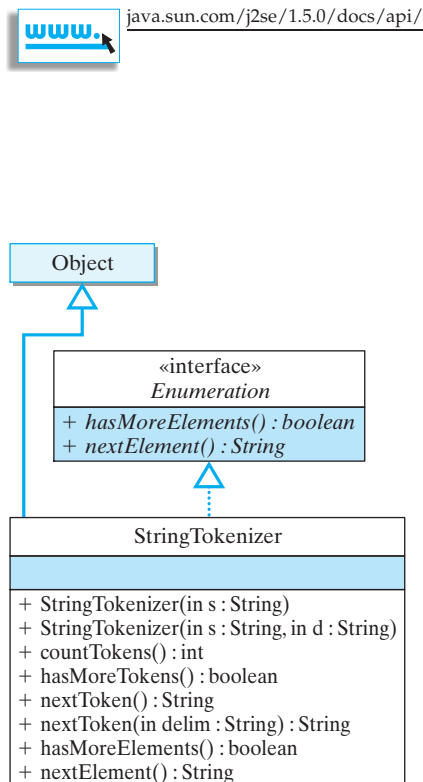 www.
java.sun.com/j2se/1.5.0/docs/api/
Object
«interface»
Enumeration
+ hasMoreElements() : boolean
+ nextElement() : String
StringTokenizer
+ StringTokenizer(in s : String)
+ StringTokenizer(in s : String, in d : String)
+ countTokens() : int
+ hasMoreTokens() : boolean
+ nextToken() : String
+ nextToken(in delim : String) : String
+ hasMoreElements() : boolean
+ nextElement() : String